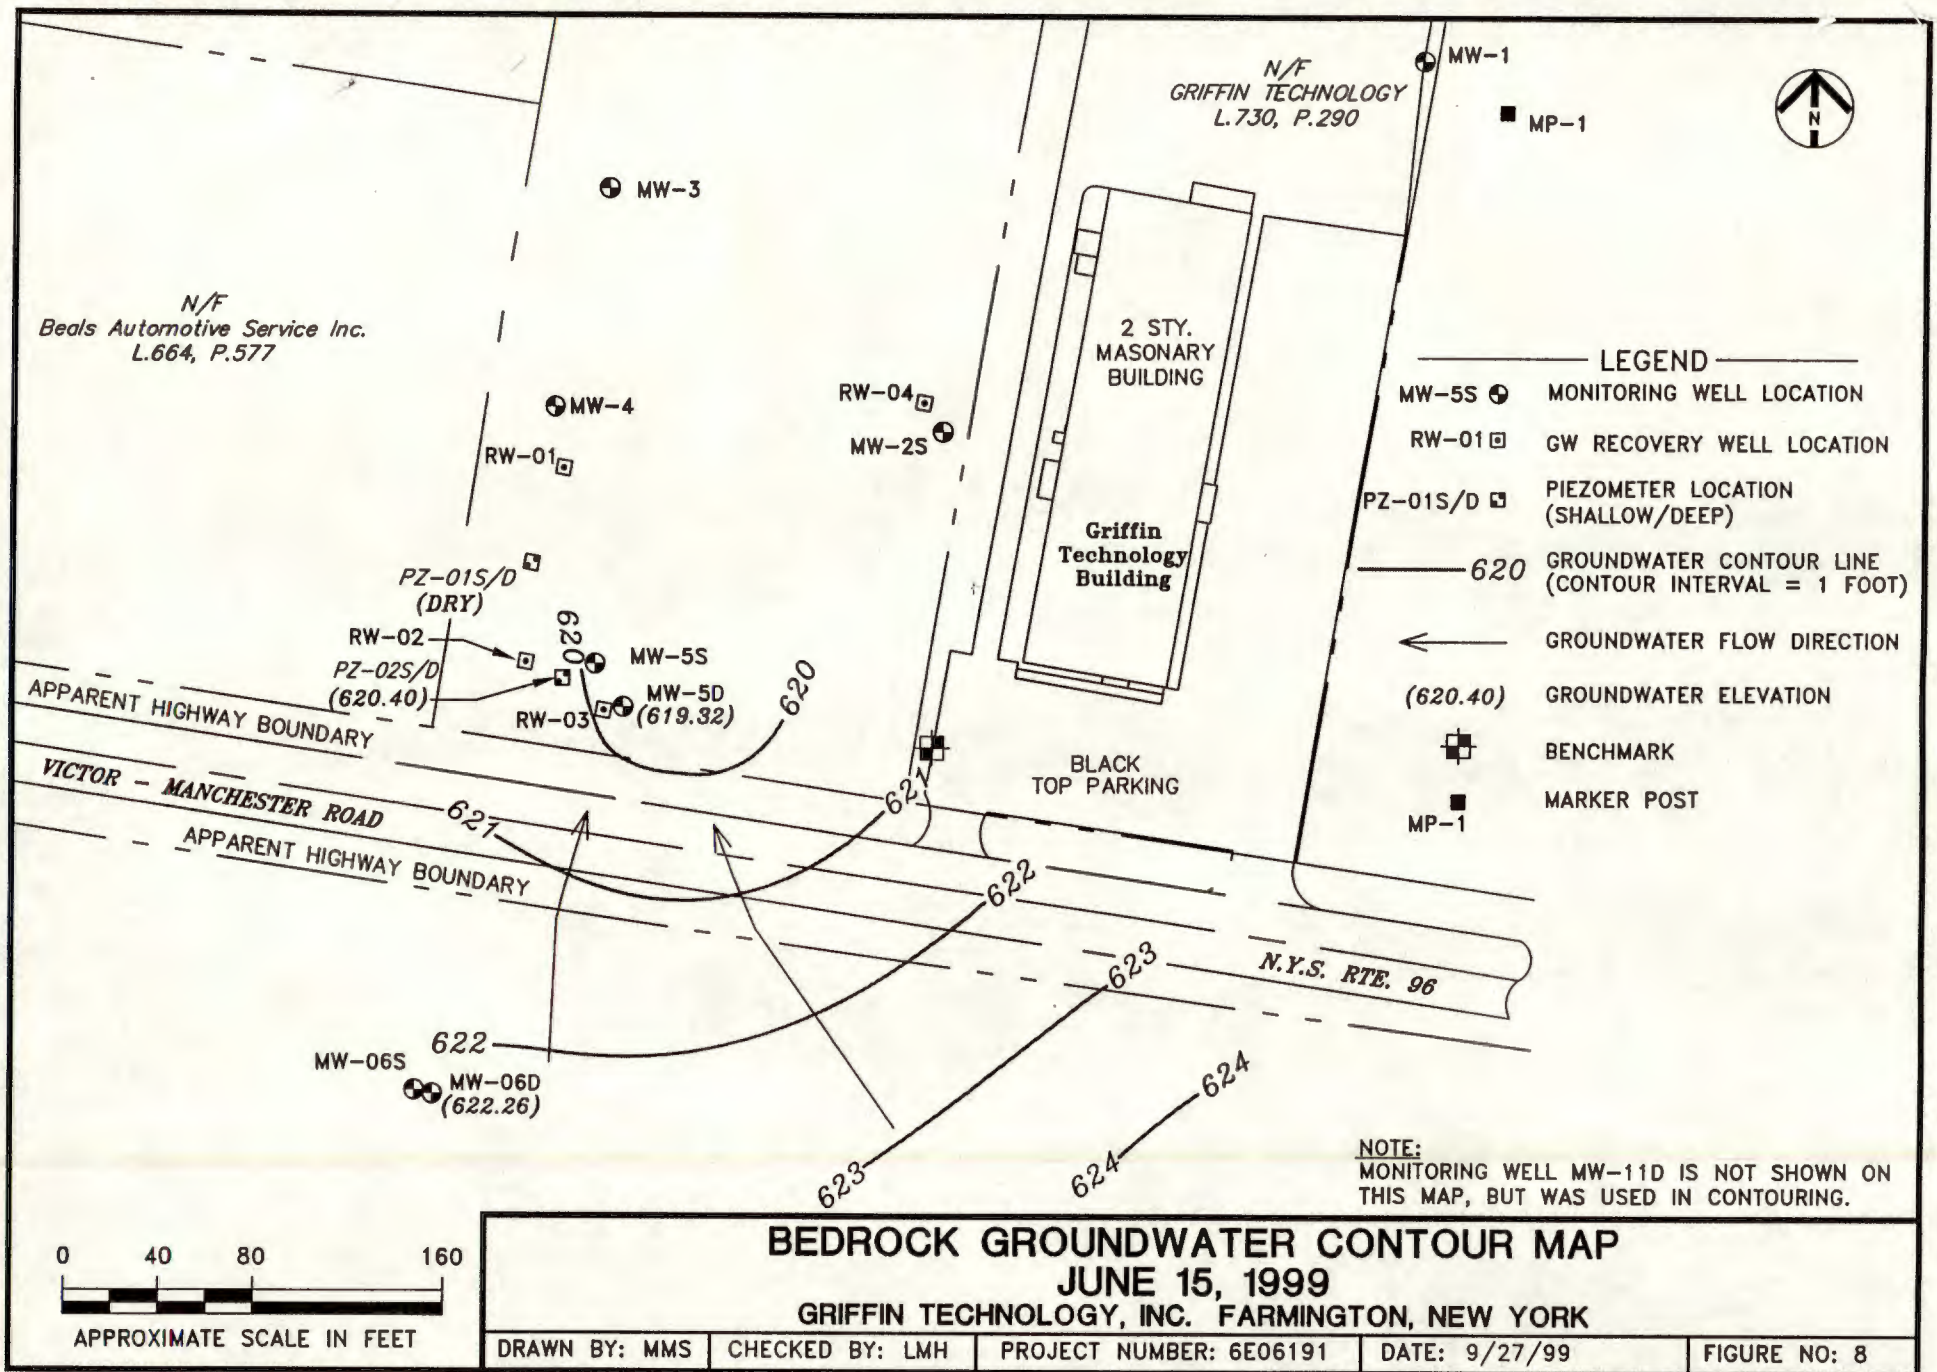 MW-1
N/F
GRIFFIN TECHNOLOGY
L.730, P.290
MP-1
N
MW-3
N/F
Beals Automotive Service Inc.
L.664, P.577
2 STY.
MASONARY
BUILDING
LEGEND
MW-5S MONITORING WELL LOCATION
RW-01 GW RECOVERY WELL LOCATION
PZ-01S/D PIEZOMETER LOCATION
(SHALLOW/DEEP)
620 GROUNDWATER CONTOUR LINE
(CONTOUR INTERVAL = 1 FOOT)
GROUNDWATER FLOW DIRECTION
(620.40) GROUNDWATER ELEVATION
BENCHMARK
MP-1 MARKER POST
MW-4
RW-04
MW-2S
RW-01
Griffin
Technology
Building
PZ-01S/D
(DRY)
620
RW-02
MW-5S
PZ-02S/D
(620.40)
MW-5D
(619.32)
RW-03
620
APPARENT HIGHWAY BOUNDARY
BLACK
TOP PARKING
VICTOR - MANCHESTER ROAD
621
621
APPARENT HIGHWAY BOUNDARY
622
623
N.Y.S. RTE. 96
622
MW-06S
MW-06D
(622.26)
624
623
624
NOTE:
MONITORING WELL MW-11D IS NOT SHOWN ON
THIS MAP, BUT WAS USED IN CONTOURING.
0 40 80 160
APPROXIMATE SCALE IN FEET
BEDROCK GROUNDWATER CONTOUR MAP
JUNE 15, 1999
GRIFFIN TECHNOLOGY, INC. FARMINGTON, NEW YORK
DRAWN BY: MMS
CHECKED BY: LMH
PROJECT NUMBER: 6E06191
DATE: 9/27/99
FIGURE NO: 8